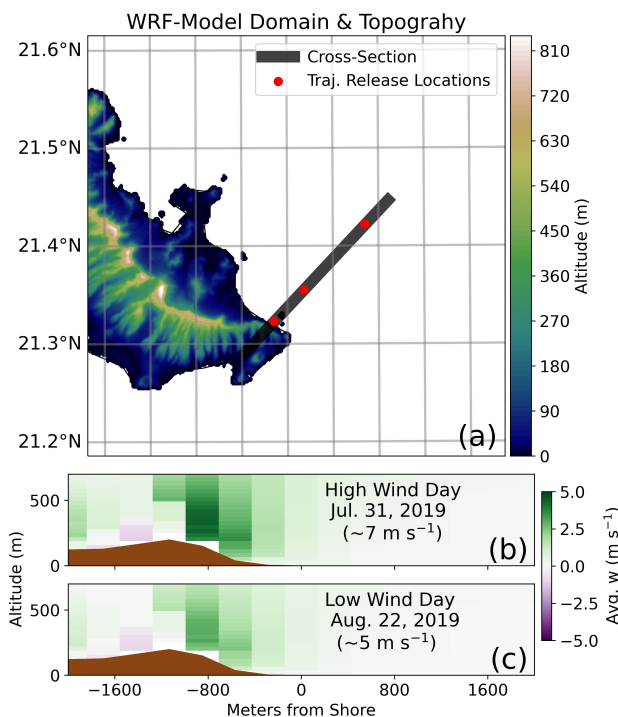 WRF-Model Domain & Topograhy
21.6°N
21.5°N
21.4°N
21.3°N
21.2°N
Cross-Section
Traj. Release Locations
(a)
810
720
630
540
450
360
270
180
90
0
Altitude (m)
500
0
High Wind Day
Jul. 31, 2019
(~7 m s⁻¹)
(b)
500
0
Low Wind Day
Aug. 22, 2019
(~5 m s⁻¹)
(c)
Altitude (m)
−1600
−800
0
800
1600
Meters from Shore
5.0
2.5
0.0
−2.5
−5.0
Avg. w (m s⁻¹)